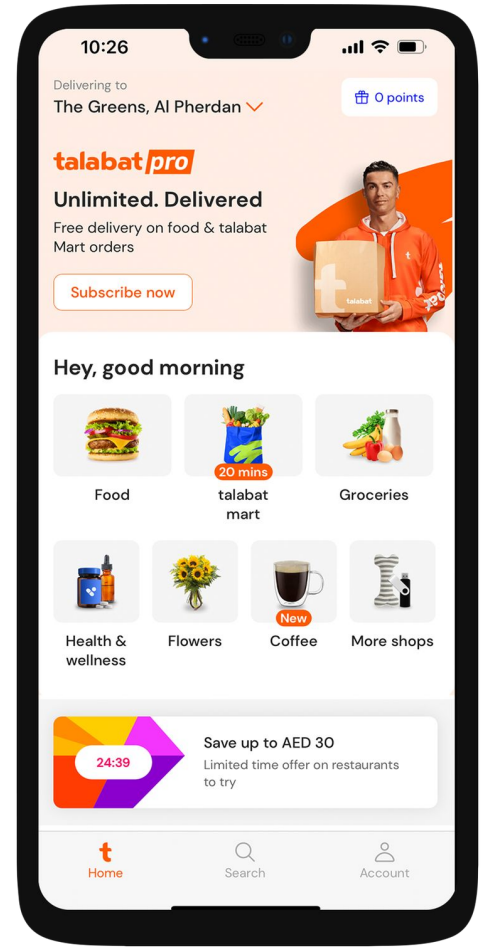 10:26
Delivering to
The Greens, Al Pherdan
0 points
talabat pro
Unlimited. Delivered
Free delivery on food & talabat
Mart orders
Subscribe now
t
talabat
t
Hey, good morning
20 mins
Food
talabat
mart
Groceries
New
Health &
wellness
Flowers
Coffee
More shops
24:39
Save up to AED 30
Limited time offer on restaurants
to try
t
Home
Search
Account